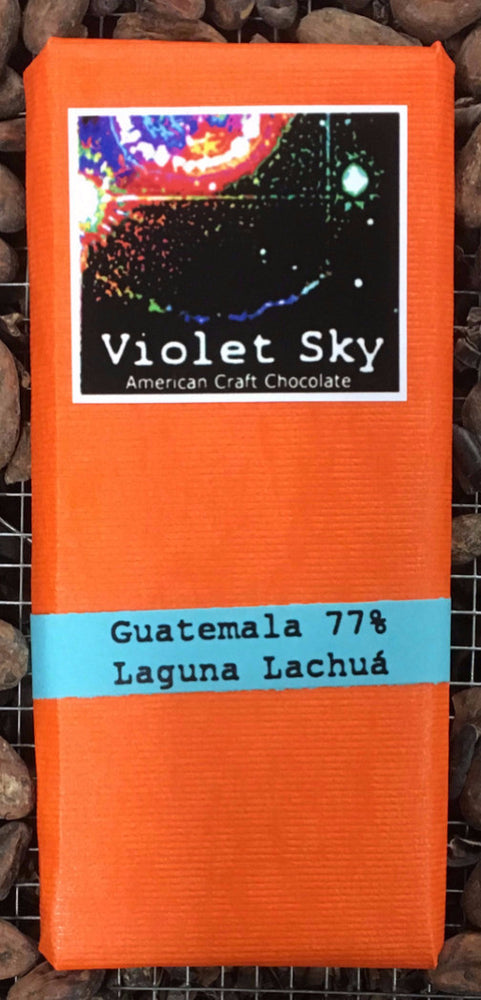 Violet Sky
American Craft Chocolate
Guatemala 77%
Laguna Lachuá